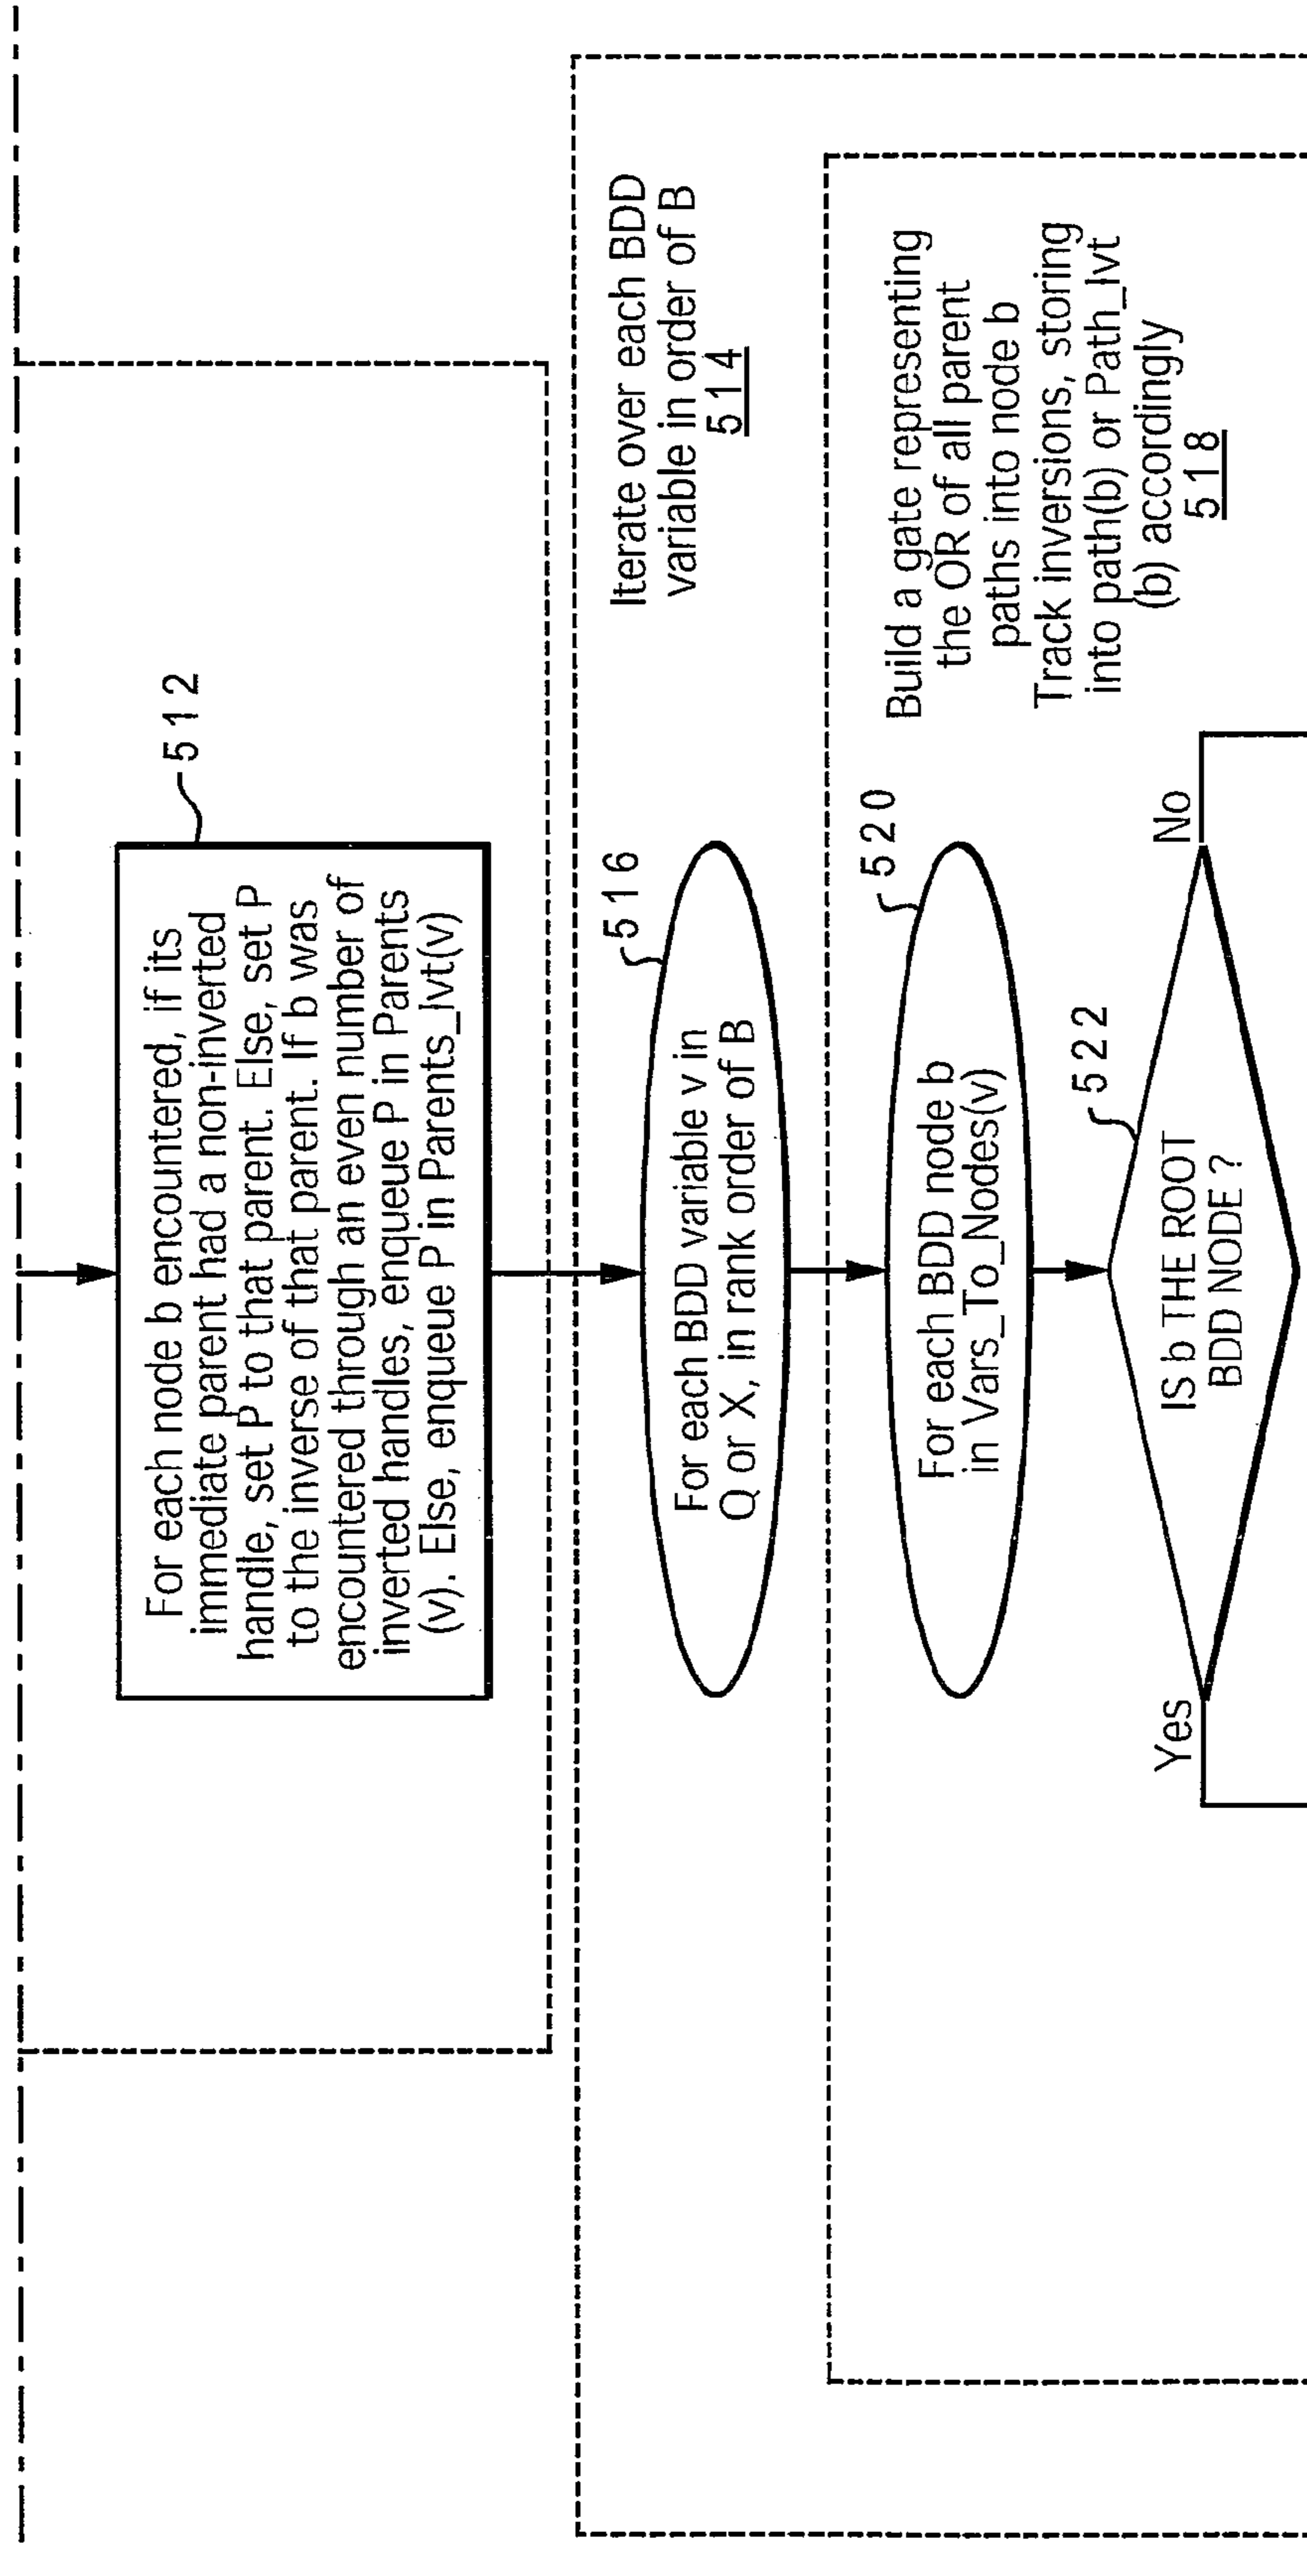 512
For each node b encountered, if its
immediate parent had a non-inverted
handle, set P to that parent. Else, set P
to the inverse of that parent. If b was
encountered through an even number of
inverted handles, enqueue P in Parents
(v). Else, enqueue P in Parents_Ivt(v)
Iterate over each BDD
variable in order of B
514
516
For each BDD variable v in
Q or X, in rank order of B
Build a gate representing
the OR of all parent
paths into node b
Track inversions, storing
into path(b) or Path_Ivt
(b) accordingly
518
520
For each BDD node b
in Vars_To_Nodes(v)
522
IS b THE ROOT
BDD NODE ?
Yes
No